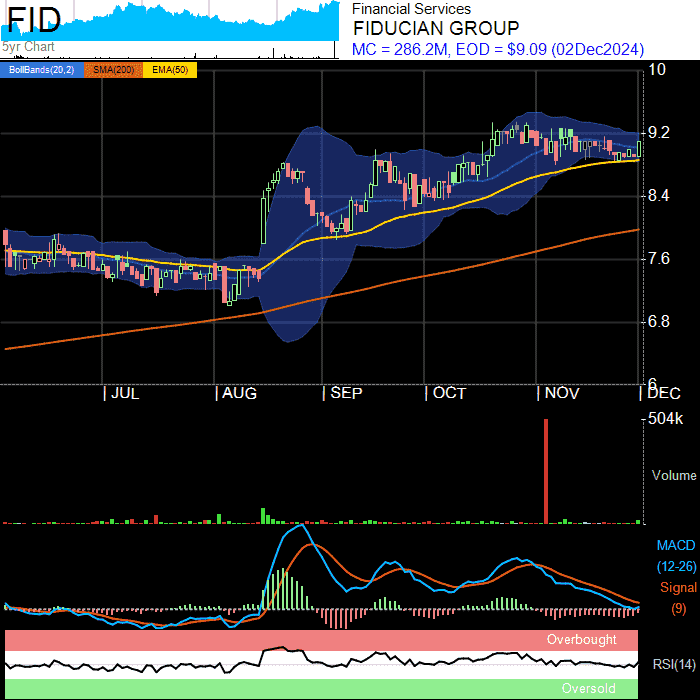 FID
5yr Chart
Financial Services
FIDUCIAN GROUP
MC = 286.2M, EOD = $9.09 (02Dec2024)
BollBands(20,2) SMA(200) EMA(50)
10
9.2
8.4
7.6
6.8
6
JUL AUG SEP OCT NOV DEC
504k
Volume
MACD
(12-26)
Signal
(9)
Overbought
RSI(14)
Oversold